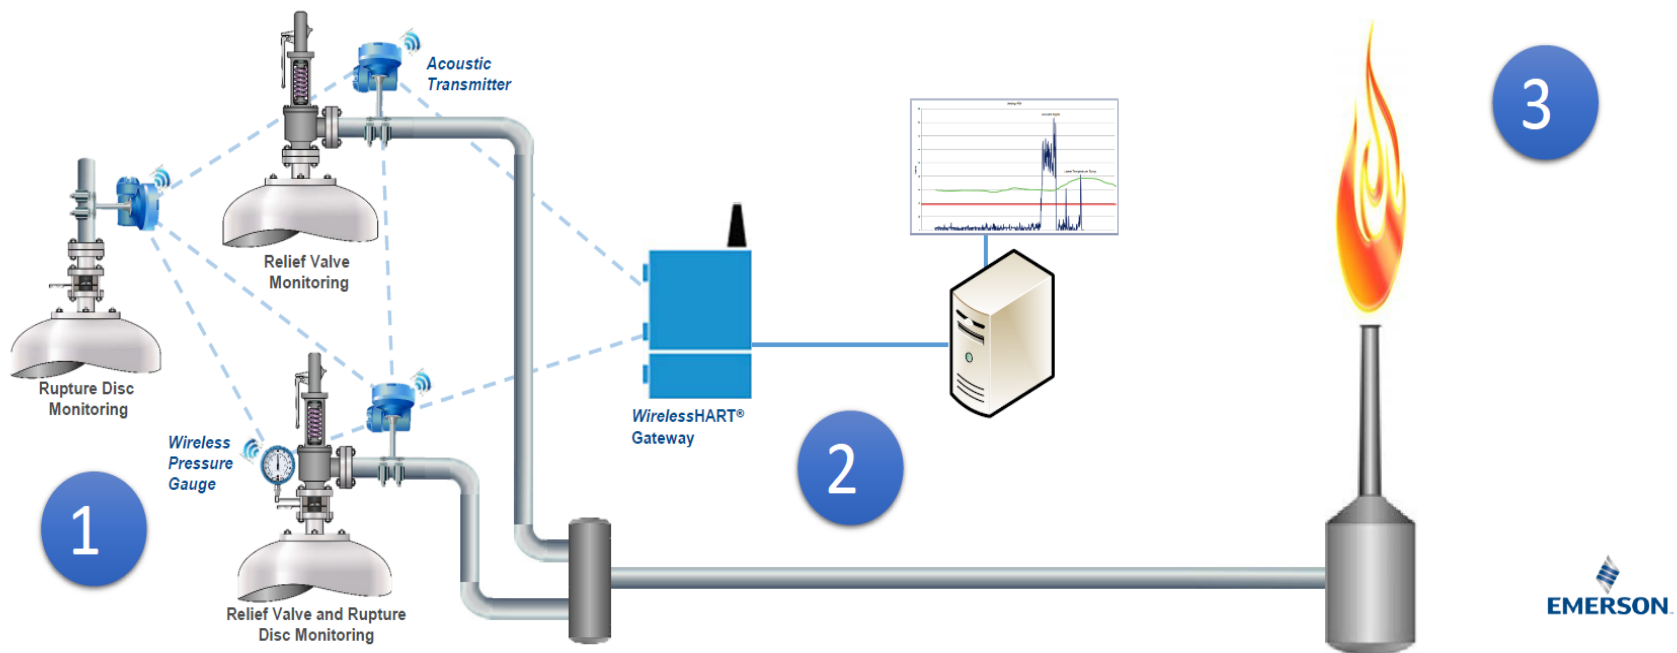 Acoustic
Transmitter
3
Relief Valve
Monitoring
Rupture Disc
Monitoring
WirelessHART®
Gateway
Wireless
Pressure
Gauge
2
1
Relief Valve and Rupture
Disc Monitoring
EMERSON